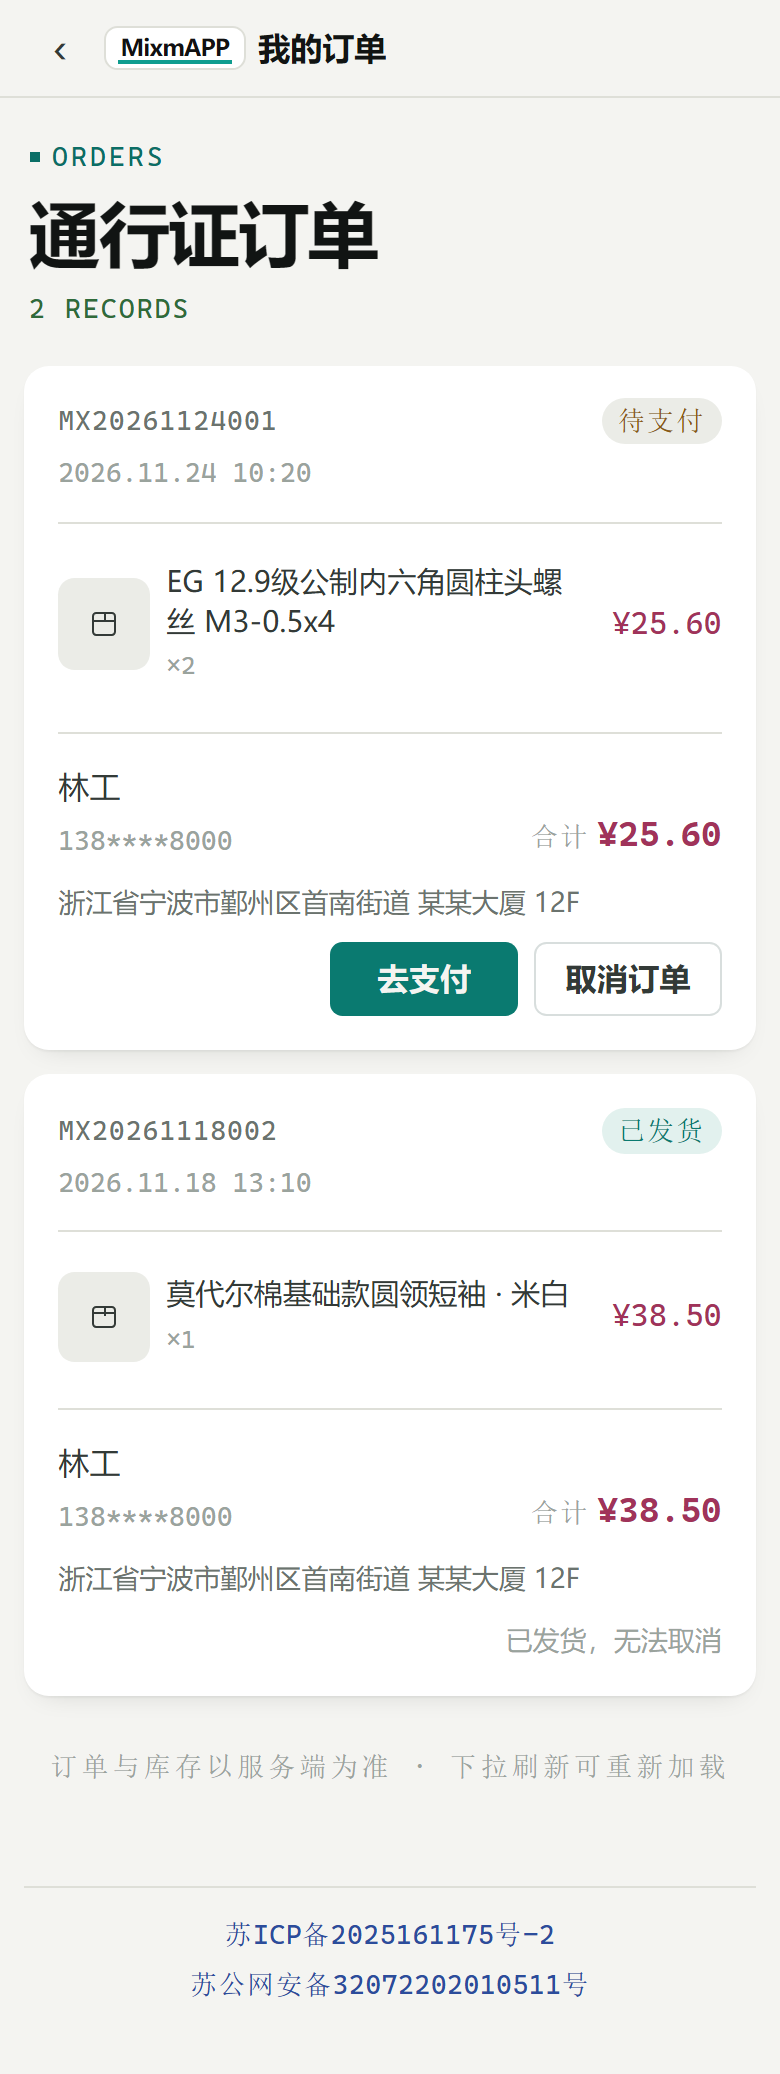 ‹ MixmAPP 我的订单
ORDERS
通行证订单
2 RECORDS
MX20261124001 待支付
2026.11.24 10:20
EG 12.9级公制内六角圆柱头螺
丝 M3-0.5x4
¥25.60
×2
林工
138****8000
合计 ¥25.60
浙江省宁波市鄞州区首南街道 某某大厦 12F
去支付 取消订单
MX20261118002 已发货
2026.11.18 13:10
莫代尔棉基础款圆领短袖 · 米白
¥38.50
×1
林工
138****8000
合计 ¥38.50
浙江省宁波市鄞州区首南街道 某某大厦 12F
已发货，无法取消
订单与库存以服务端为准 · 下拉刷新可重新加载
苏ICP备2025161175号-2
苏公网安备32072202010511号